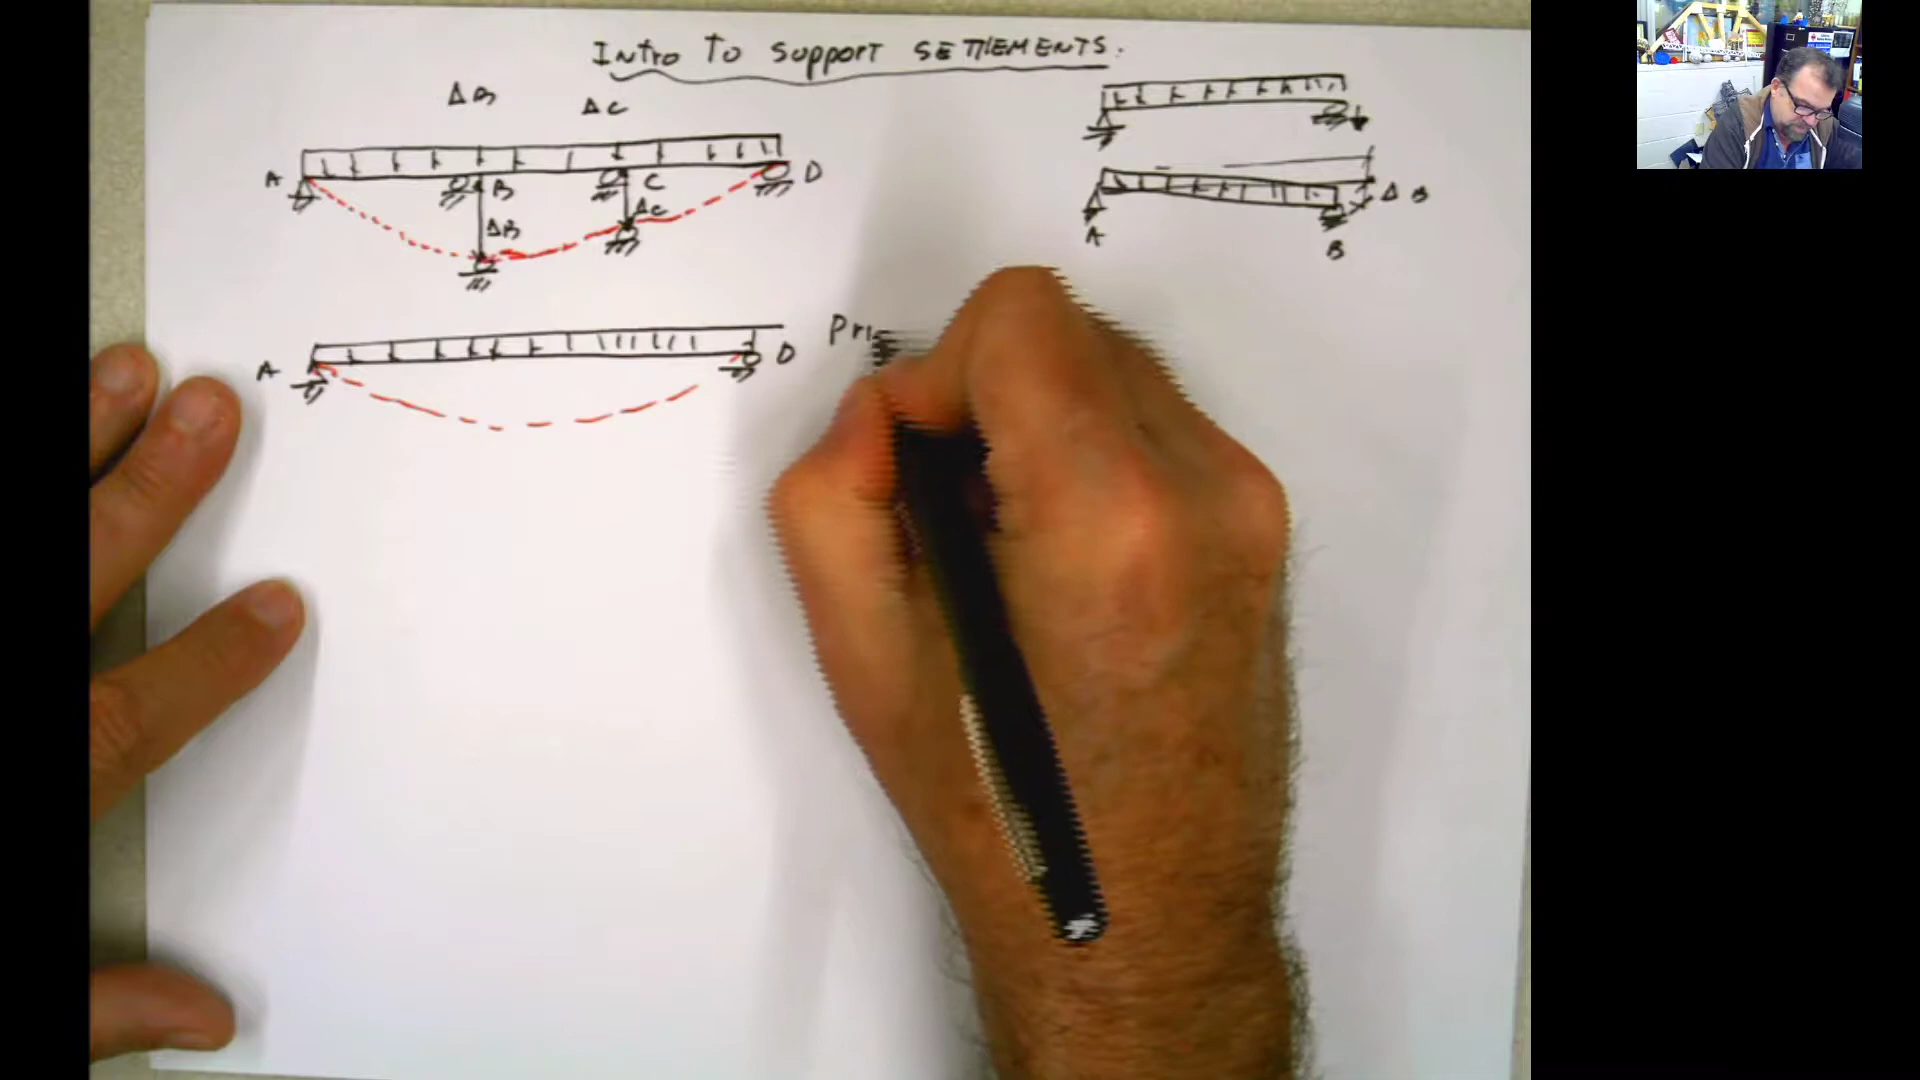 Intro To Support SETTLEMENTS.
ΔB ΔC
A B C D
ΔB ΔC
ΔB
A B
A D Pri